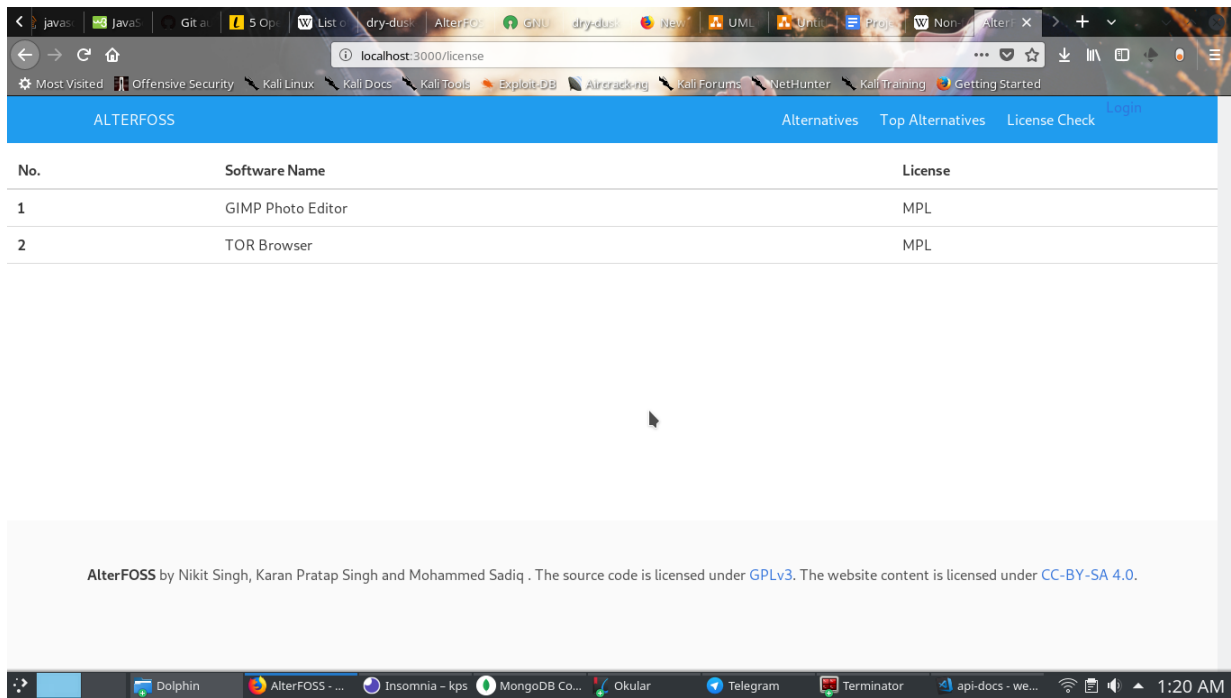 javas JavaS Git au 5 Ope List o dry-dusk AlterFO GNU dry-dus New UML Untit Proj Non- AlterF
localhost:3000/license
Most Visited Offensive Security Kali Linux Kali Docs Kali Tools Exploit-DB Aircrack-ng Kali Forums NetHunter Kali Training Getting Started
ALTERFOSS Alternatives Top Alternatives License Check Login
No. Software Name License
1 GIMP Photo Editor MPL
2 TOR Browser MPL
AlterFOSS by Nikit Singh, Karan Pratap Singh and Mohammed Sadiq . The source code is licensed under GPLv3. The website content is licensed under CC-BY-SA 4.0.
Dolphin AlterFOSS - ... Insomnia – kps MongoDB Co... Okular Telegram Terminator api-docs - we... 1:20 AM